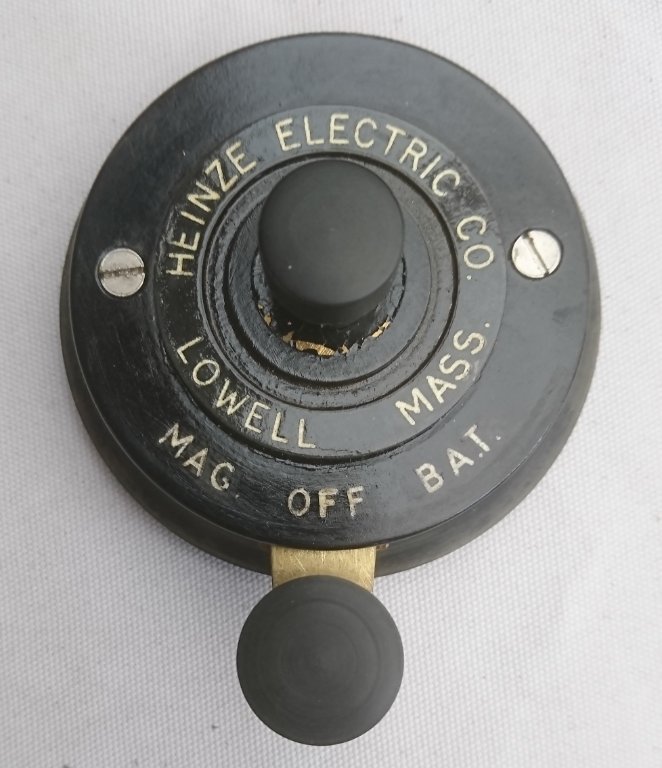 HEINZE ELECTRIC CO.
LOWELL MASS.
MAG. OFF BAT.